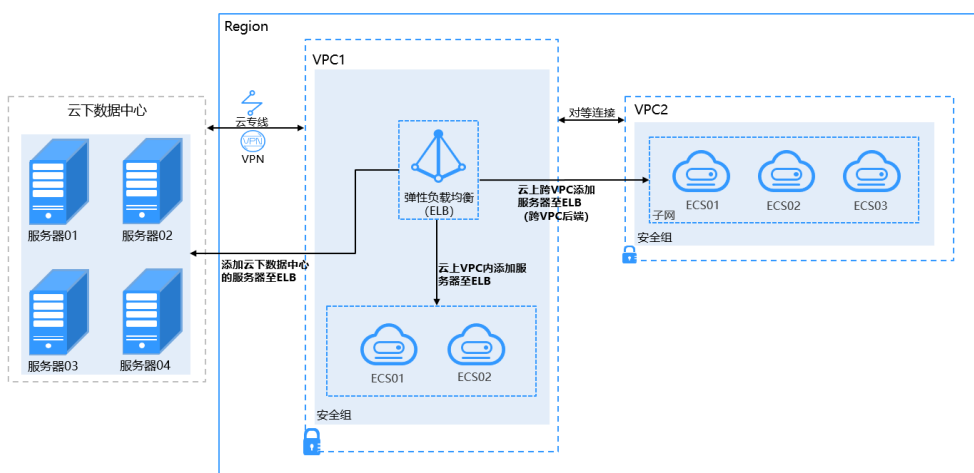 Region
VPC1
云下数据中心
云专线
VPN
VPN
对等连接
VPC2
服务器01
服务器02
服务器03
服务器04
弹性负载均衡
(ELB)
添加云下数据中心
的服务器至ELB
云上跨VPC添加
服务器至ELB
(跨VPC后端)
云上VPC内添加服
务器至ELB
ECS01
ECS02
安全组
ECS01
ECS02
ECS03
子网
安全组